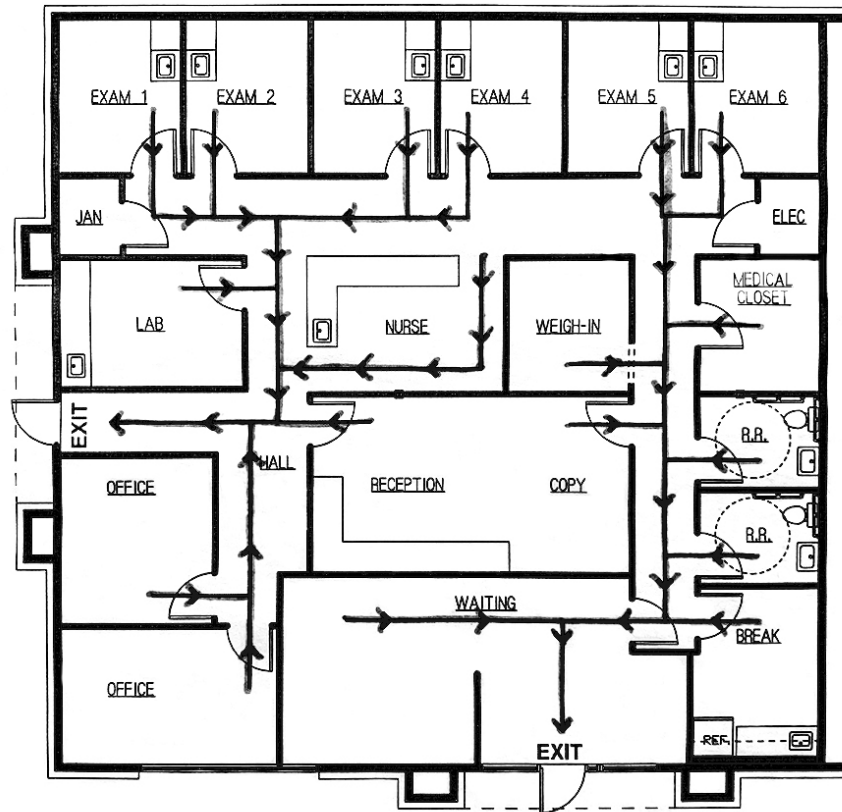 EXAM 1
EXAM 2
EXAM 3
EXAM 4
EXAM 5
EXAM 6
JAN
ELEC
LAB
NURSE
WEIGH-IN
MEDICAL
CLOSET
EXIT
HALL
R.R.
OFFICE
RECEPTION
COPY
R.R.
WAITING
BREAK
OFFICE
REF.
EXIT